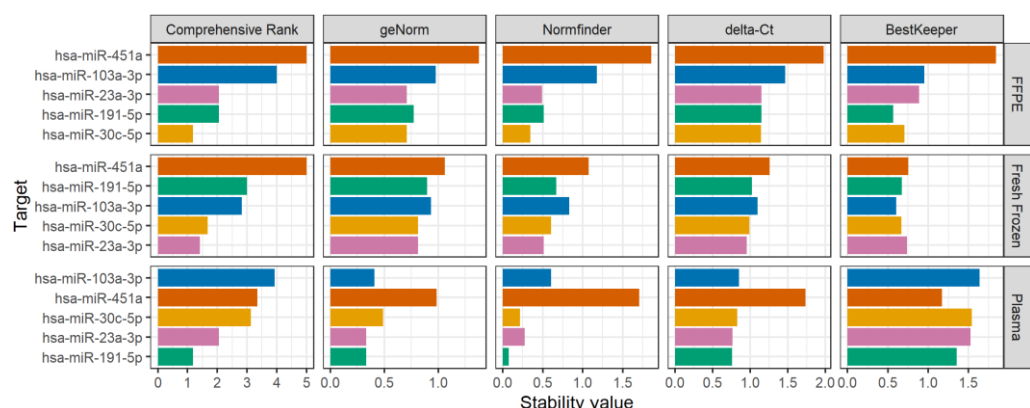 Comprehensive Rank geNorm Normfinder delta-Ct BestKeeper
Target
hsa-miR-451a
hsa-miR-103a-3p
hsa-miR-23a-3p
hsa-miR-191-5p
hsa-miR-30c-5p
FFPE
hsa-miR-451a
hsa-miR-191-5p
hsa-miR-103a-3p
hsa-miR-30c-5p
hsa-miR-23a-3p
Fresh Frozen
hsa-miR-103a-3p
hsa-miR-451a
hsa-miR-30c-5p
hsa-miR-23a-3p
hsa-miR-191-5p
Plasma
0 1 2 3 4 5 0.0 0.5 1.0 0.0 0.5 1.0 1.5 0.0 0.5 1.0 1.5 2.0 0.0 0.5 1.0 1.5
Stability value